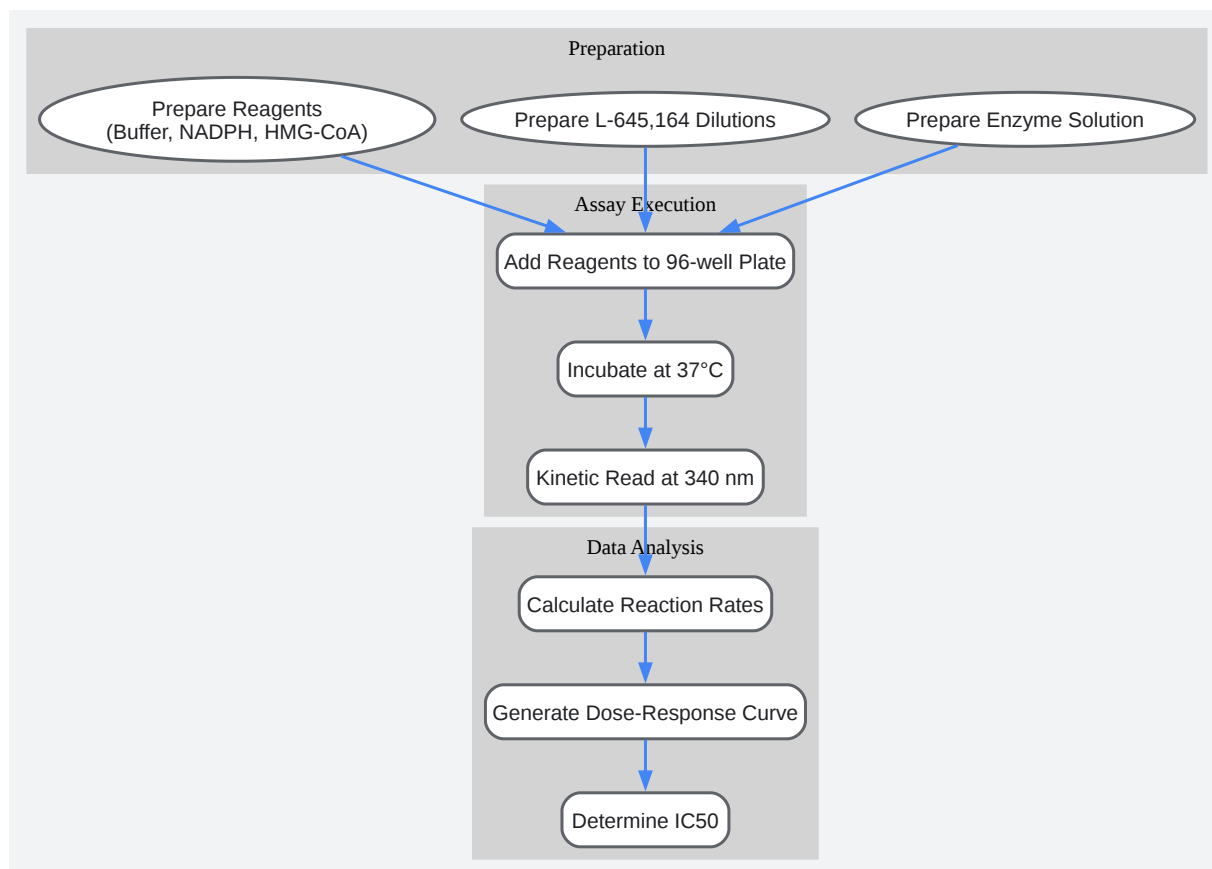 Preparation
Prepare Reagents
(Buffer, NADPH, HMG-CoA)
Prepare L-645,164 Dilutions
Prepare Enzyme Solution
Assay Execution
Add Reagents to 96-well Plate
Incubate at 37°C
Kinetic Read at 340 nm
Data Analysis
Calculate Reaction Rates
Generate Dose-Response Curve
Determine IC50